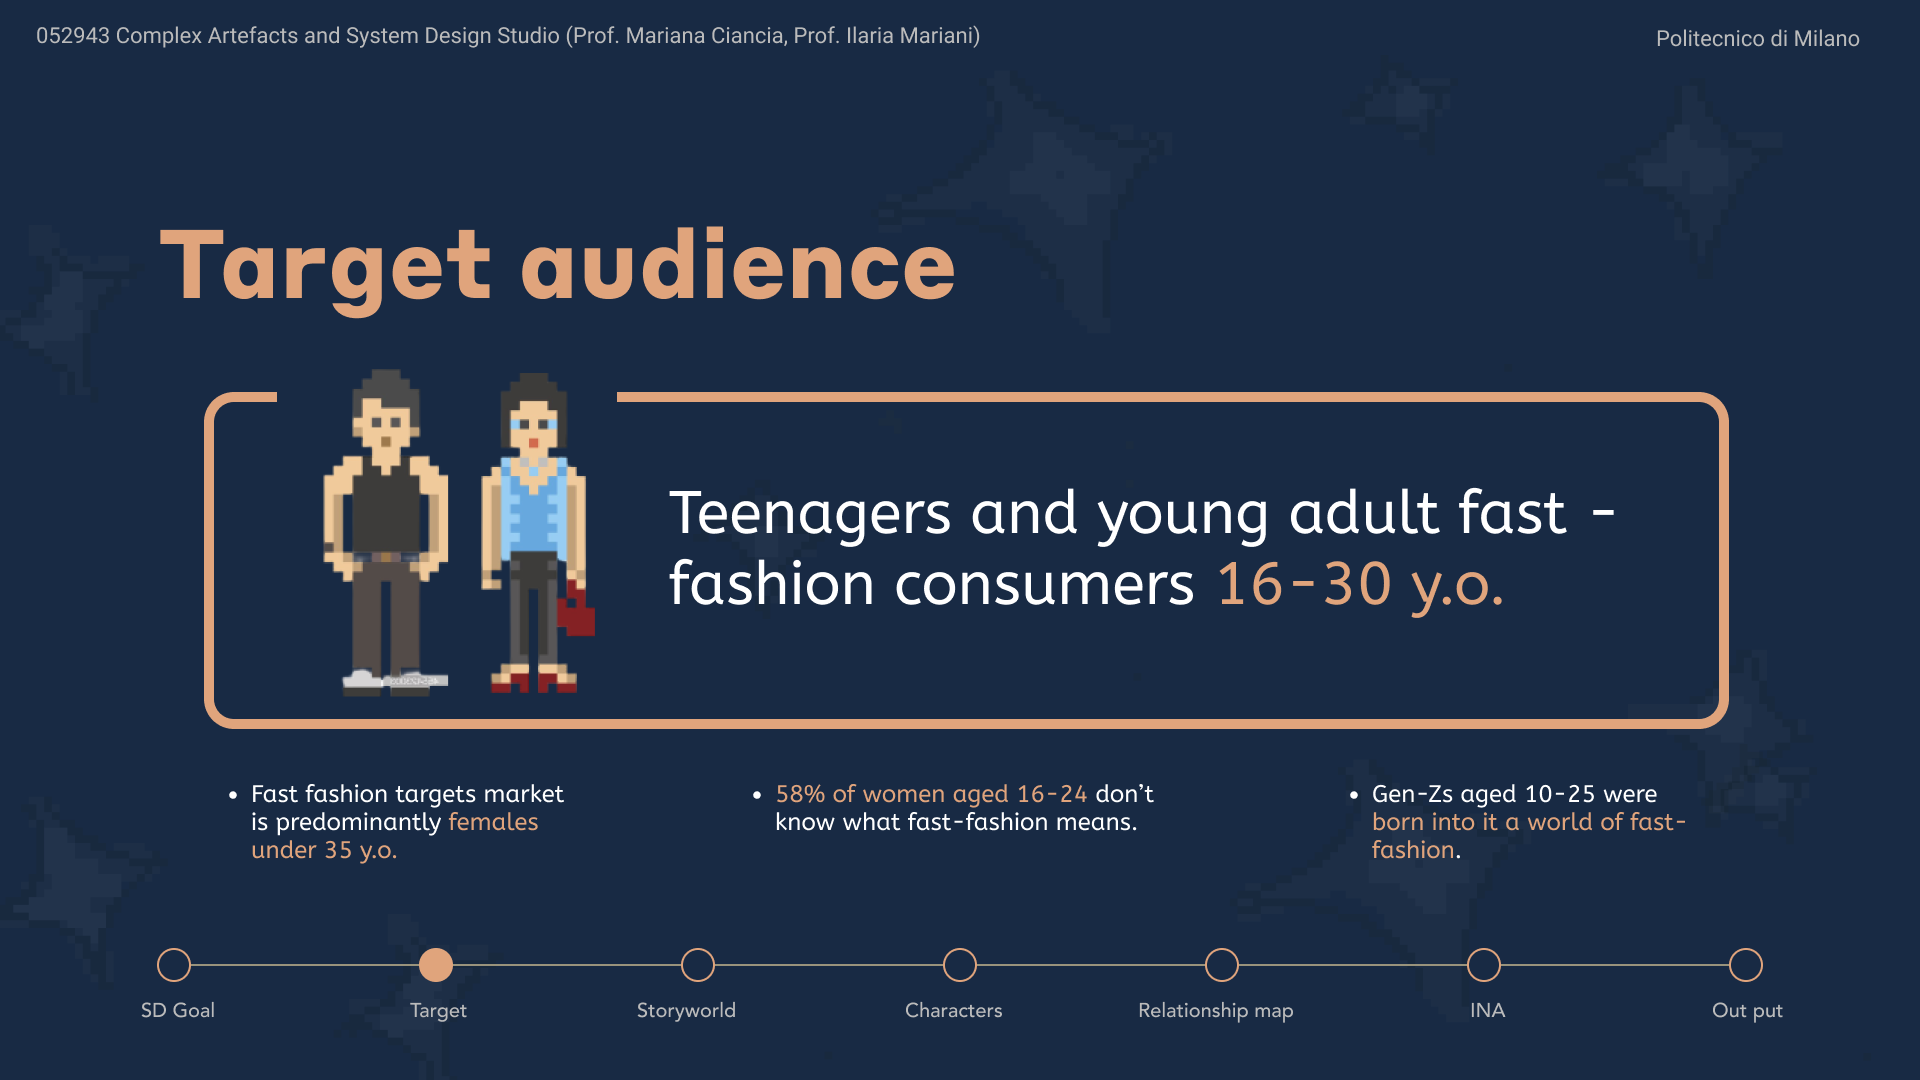 052943 Complex Artefacts and System Design Studio (Prof. Mariana Ciancia, Prof. Ilaria Mariani)
Politecnico di Milano
Target audience
Teenagers and young adult fast -
fashion consumers 16-30 y.o.
• Fast fashion targets market
is predominantly females
under 35 y.o.
• 58% of women aged 16-24 don’t
know what fast-fashion means.
• Gen-Zs aged 10-25 were
born into it a world of fast-
fashion.
SD Goal
Target
Storyworld
Characters
Relationship map
INA
Out put